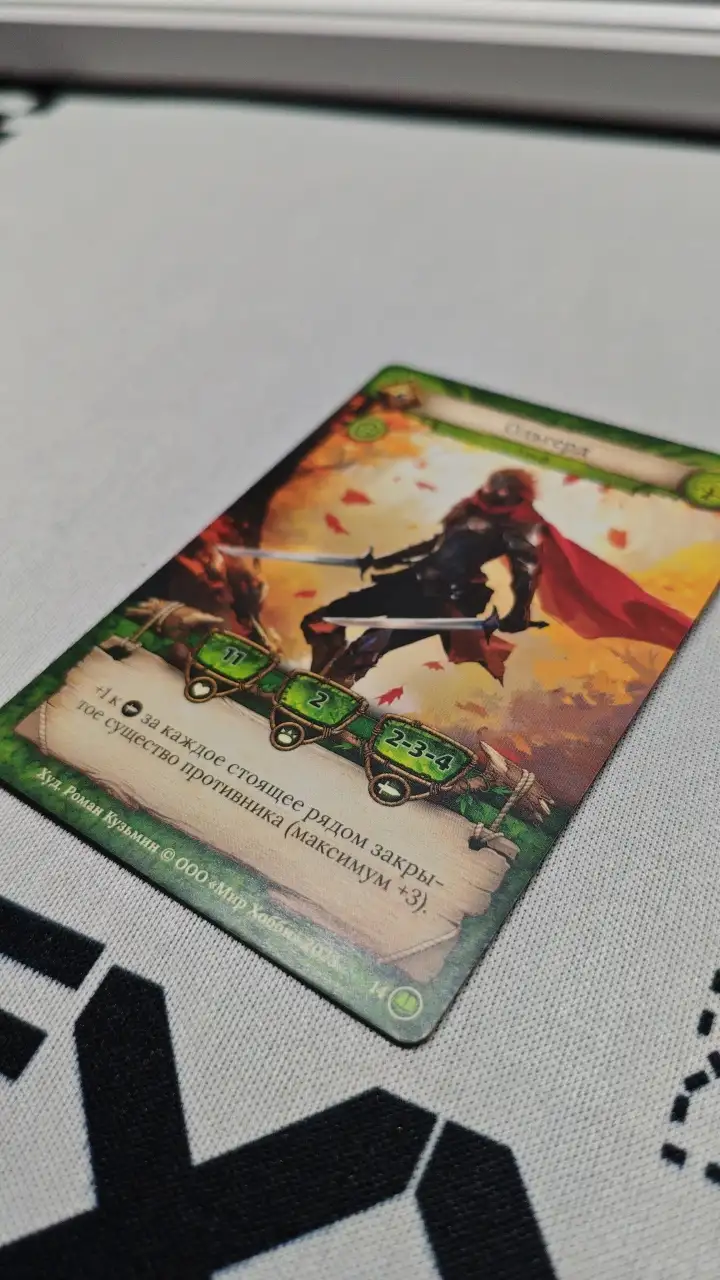 Ольгерд
11
2
2-3-4
+1 к за каждое стоящее рядом закры-
тое существо противника (максимум +3).
Худ. Роман Кузьмин © ООО «Мир Хобби»
14